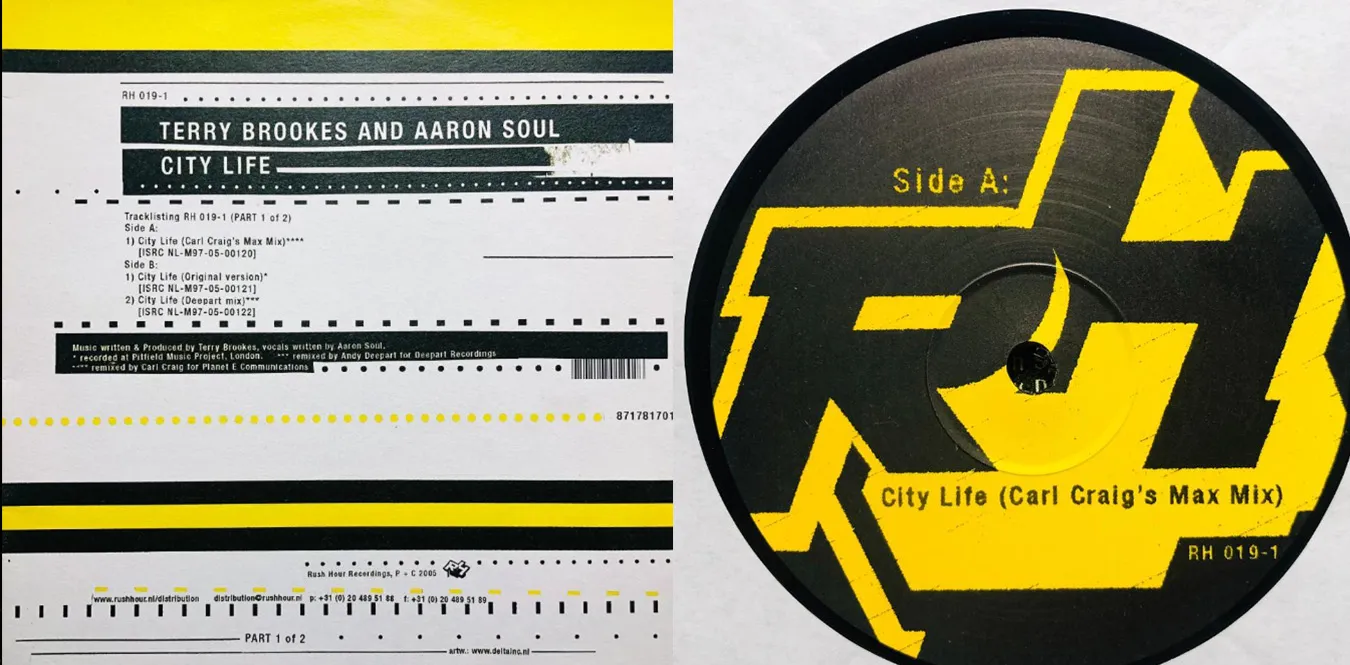 RH 019-1
TERRY BROOKES AND AARON SOUL
CITY LIFE
Tracklisting RH 019-1 (PART 1 of 2)
Side A:
1) City Life (Carl Craig's Max Mix)****
[ISRC NL-M97-05-00120]
Side B:
1) City Life (Original version)*
[ISRC NL-M97-05-00121]
2) City Life (Deepart mix)***
[ISRC NL-M97-05-00122]
Music written & Produced by Terry Brookes, vocals written by Aaron Soul.
* recorded at Pitfield Music Project, London. *** remixed by Andy Deepart for Deepart Recordings
**** remixed by Carl Craig for Planet E Communications
871781701
Rush Hour Recordings, P + C 2005
www.rushhour.nl/distribution distribution@rushhour.nl p: +31 (0) 20 489 51 88 f: +31 (0) 20 489 51 89
PART 1 of 2
artw.: www.deltainc.nl
Side A:
RH
City Life (Carl Craig's Max Mix)
RH 019-1